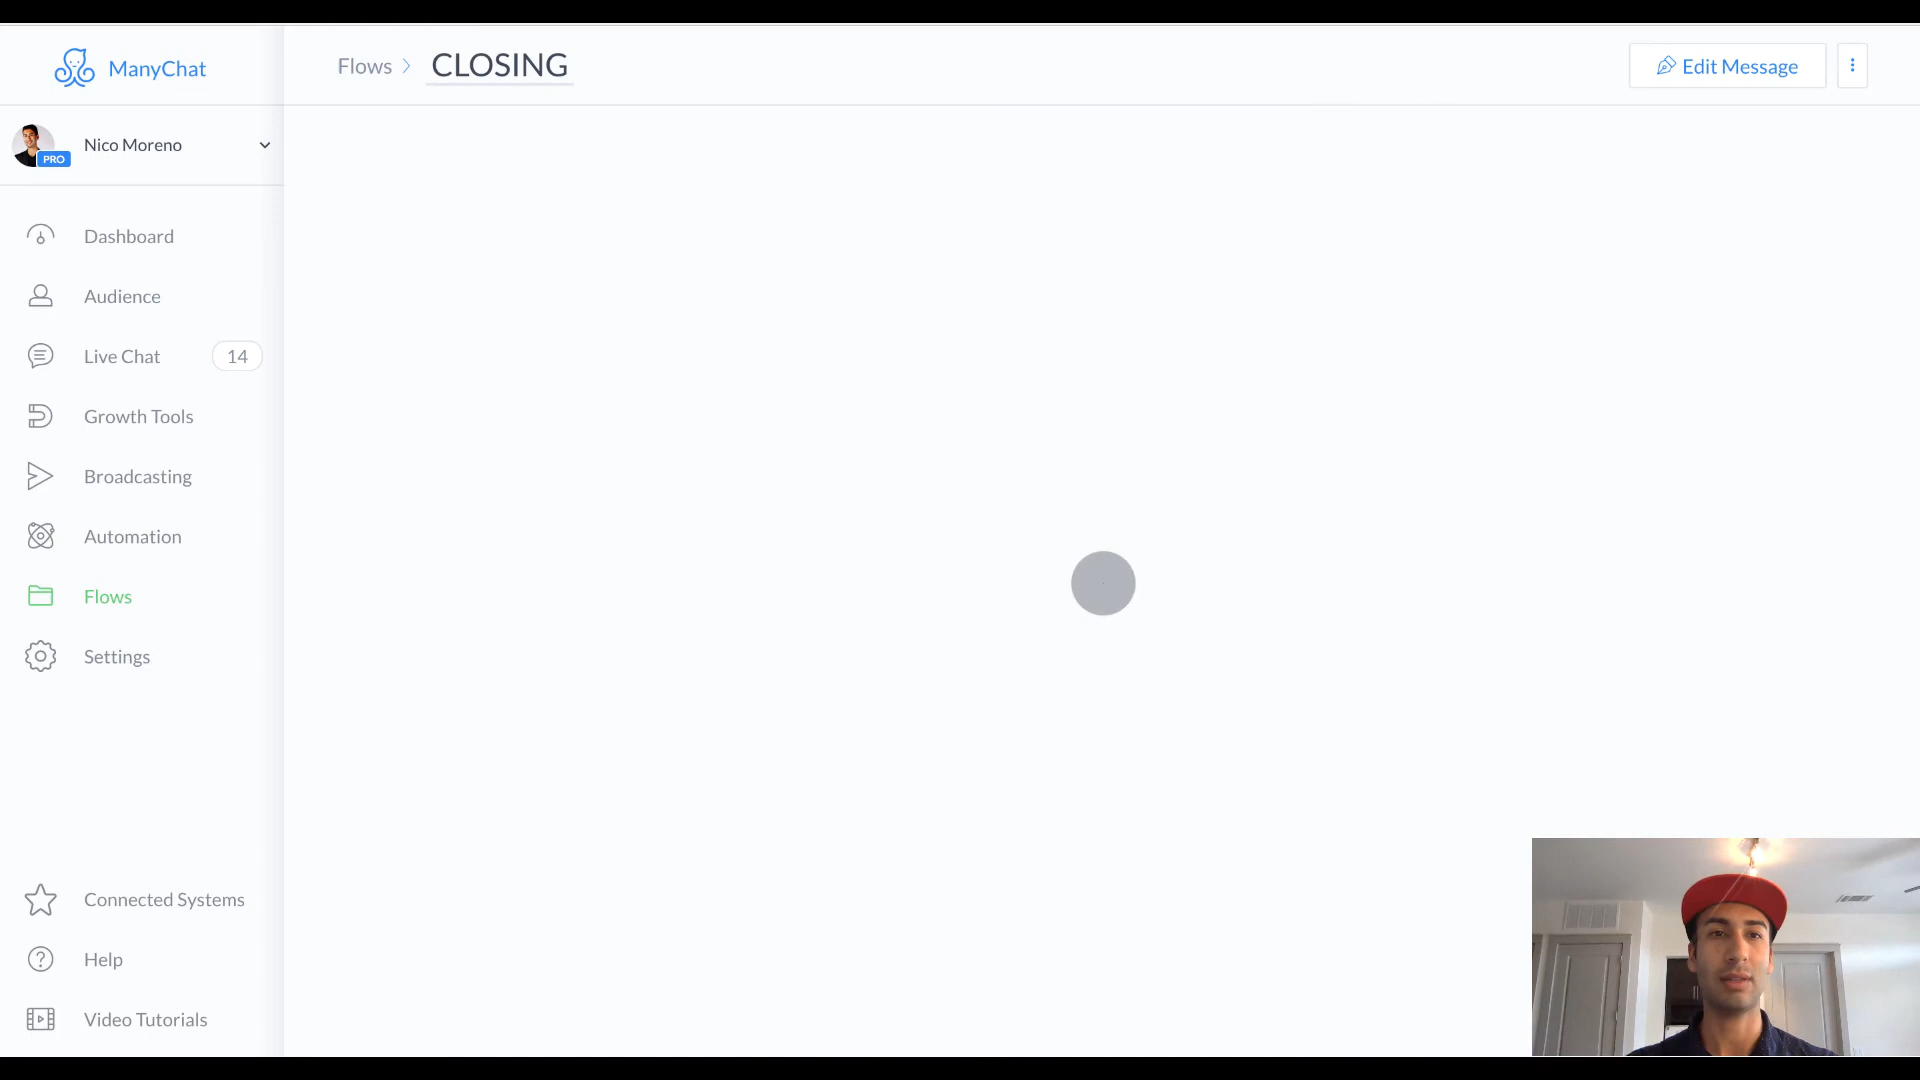 ManyChat
Flows
CLOSING
Edit Message
PRO
Nico Moreno
Dashboard
Audience
Live Chat
14
Growth Tools
Broadcasting
Automation
Flows
Settings
Connected Systems
Help
Video Tutorials